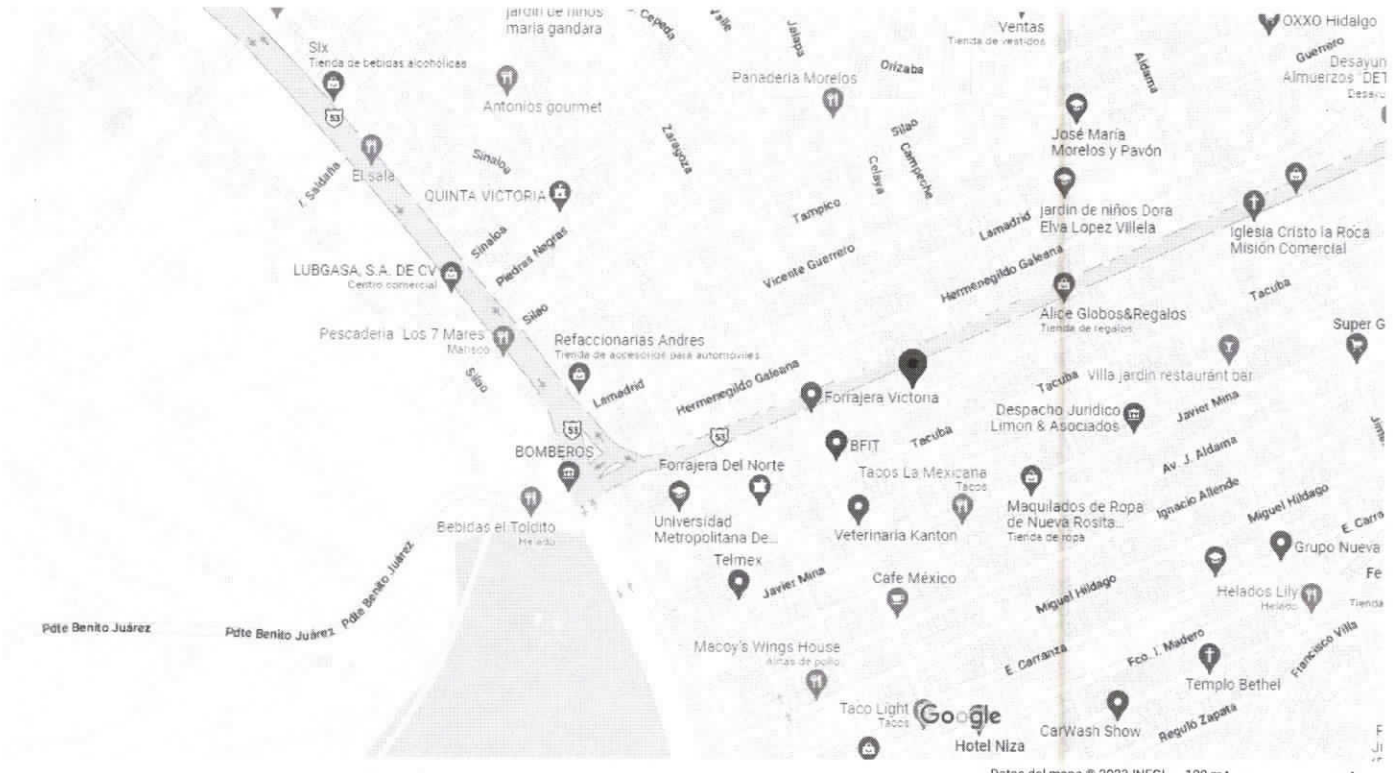 jardin de niños
maria gandara
Cepeda
Valle
Jalapa
Ventas
Tienda de vestidos
OXXO Hidalgo
Guerrero
Six
Tienda de bebidas alcohólicas
Orizaba
Aldama
Desayun
Almuerzos "DET
Desayu
Panaderia Morelos
Antonios gourmet
53
Silao
José María
Morelos y Pavón
Zaragoza
Sinaloa
El sala
I. Saldaña
QUINTA VICTORIA
Celaya
Campeche
Tampico
jardin de niños Dora
Elva Lopez Villela
Lamadrid
Iglesia Cristo la Roca
Misión Comercial
Sinaloa
Piedras Negras
Vicente Guerrero
Hermenegildo Galeana
LUBGASA, S.A. DE CV
Centro comercial
Tacuba
Silao
Alice Globos&Regalos
Tienda de regalos
Super G
Pescaderia Los 7 Mares
Marisco
Refaccionarias Andres
Tienda de accesorios para automóviles
Silao
Lamadrid
Hermenegildo Galeana
Forrajera Victoria
Tacuba
Villa jardin restaurant bar
Despacho Juridico
Limon & Asociados
Javier Mina
53
53
BOMBEROS
BFIT
Tacuba
Av. J. Aldama
Forrajera Del Norte
Tacos La Mexicana
Tacos
Ignacio Allende
Miguel Hildago
Bebidas el Toldito
Helado
Universidad
Metropolitana De...
Veterinaria Kanton
Maquilados de Ropa
de Nueva Rosita...
Tienda de ropa
E. Carra
Grupo Nueva
Telmex
Javier Mina
Cafe México
Miguel Hildago
Helados Lily
Helado
Fe
Tienda
Pdte Benito Juárez
Pdte Benito Juárez
Pdte Benito Juárez
Macoy's Wings House
Alitas de pollo
E. Carranza
Fco. I. Madero
Francisco Villa
Templo Bethel
Taco Light
Tacos
Google
Hotel Niza
CarWash Show
Regulo Zapata